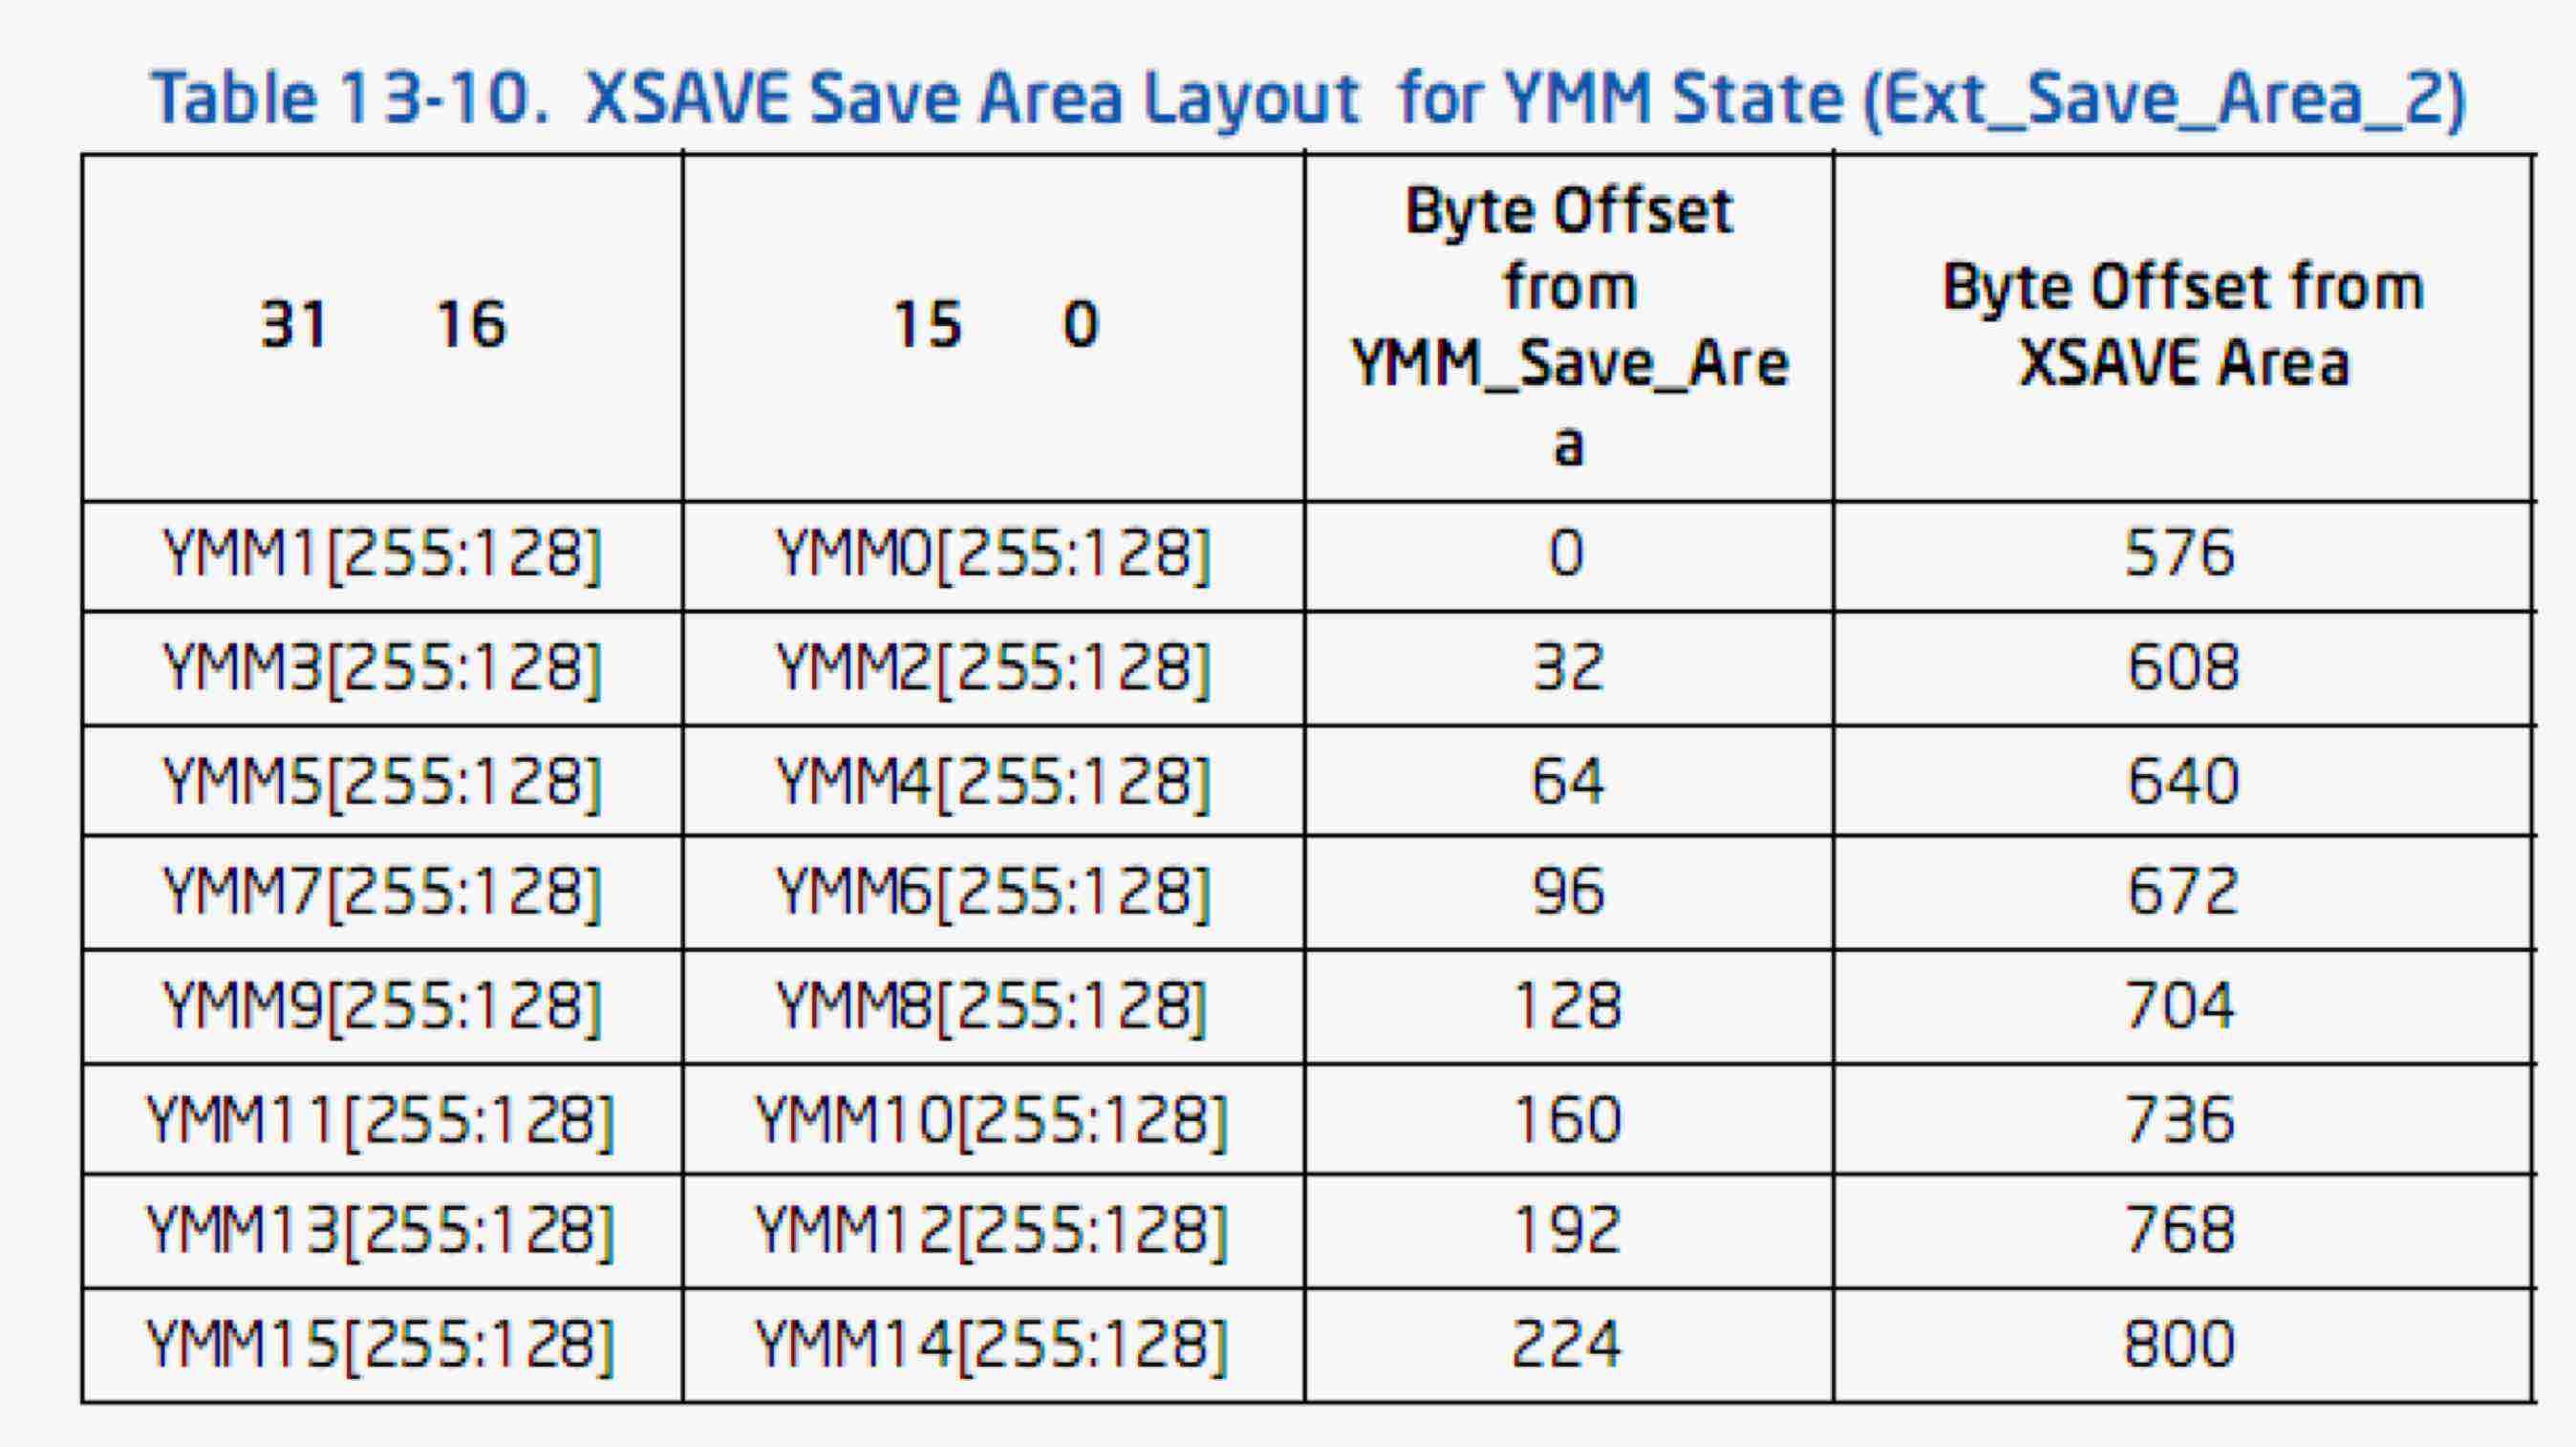 Table 13-10. XSAVE Save Area Layout for YMM State (Ext_Save_Area_2)
31 16 15 0 Byte Offset from YMM_Save_Are a Byte Offset from XSAVE Area
YMM1[255:128] YMM0[255:128] 0 576
YMM3[255:128] YMM2[255:128] 32 608
YMM5[255:128] YMM4[255:128] 64 640
YMM7[255:128] YMM6[255:128] 96 672
YMM9[255:128] YMM8[255:128] 128 704
YMM11[255:128] YMM10[255:128] 160 736
YMM13[255:128] YMM12[255:128] 192 768
YMM15[255:128] YMM14[255:128] 224 800